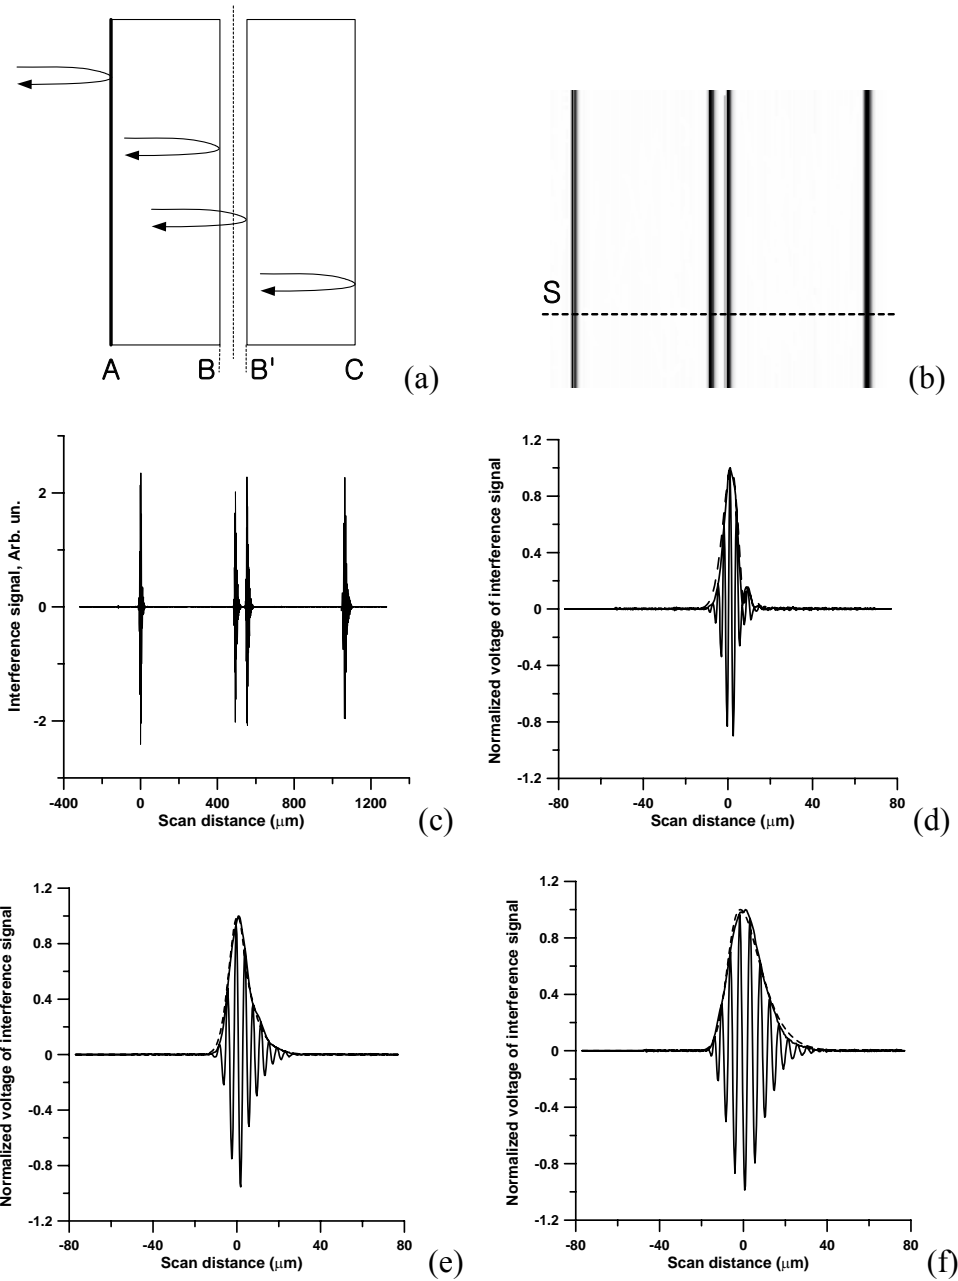 A B B' C (a)
S (b)
Interference signal, Arb. un.
2
0
-2
-400 0 400 800 1200
Scan distance (μm) (c)
Normalized voltage of interference signal
1.2
0.8
0.4
0
-0.4
-0.8
-1.2
-80 -40 0 40 80
Scan distance (μm) (d)
Normalized voltage of interference signal
1.2
0.8
0.4
0
-0.4
-0.8
-1.2
-80 -40 0 40 80
Scan distance (μm) (e)
Normalized voltage of interference signal
1.2
0.8
0.4
0
-0.4
-0.8
-1.2
-80 -40 0 40 80
Scan distance (μm) (f)